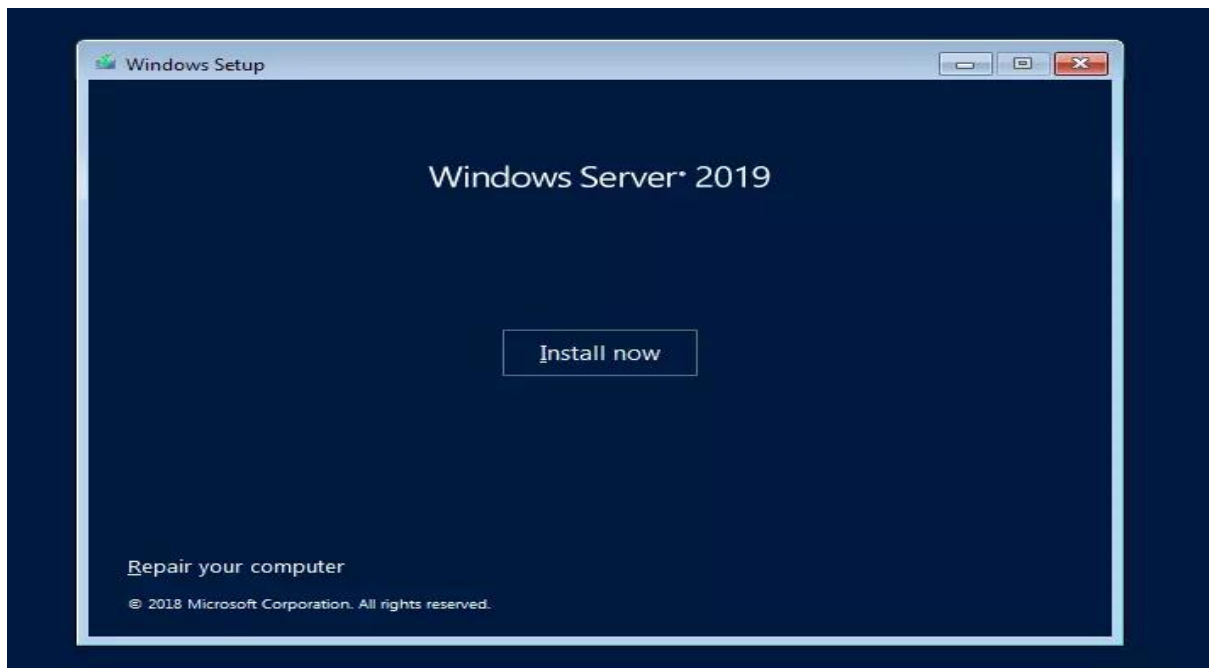 Windows Setup
Windows Server® 2019
Install now
Repair your computer
© 2018 Microsoft Corporation. All rights reserved.